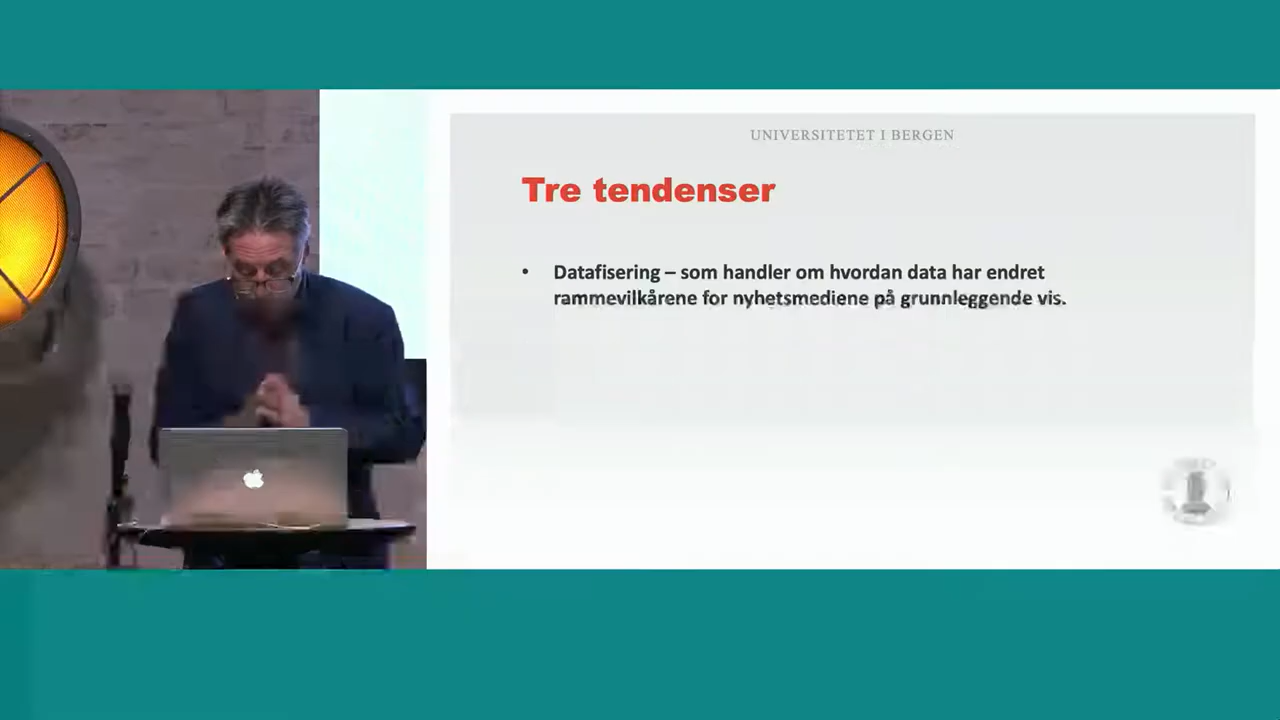 UNIVERSITETET I BERGEN
Tre tendenser
• Datafisering – som handler om hvordan data har endret
rammevilkårene for nyhetsmediene på grunnleggende vis.